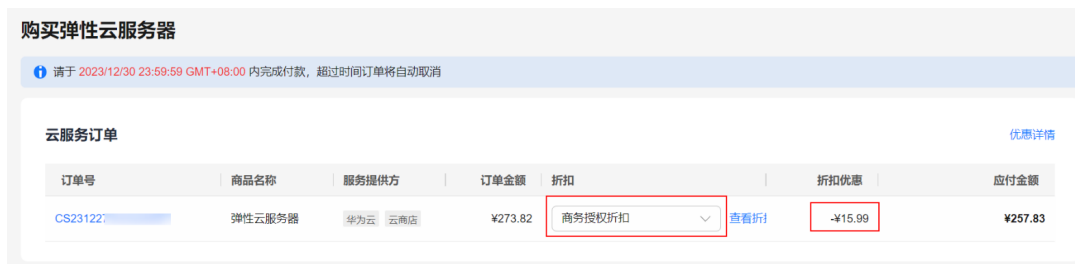 购买弹性云服务器
请于 2023/12/30 23:59:59 GMT+08:00 内完成付款，超过时间订单将自动取消
云服务订单 优惠详情
订单号 商品名称 服务提供方 订单金额 折扣 折扣优惠 应付金额
CS231227 弹性云服务器 华为云 云商店 ¥273.82 商务授权折扣 查看折 -¥15.99 ¥257.83